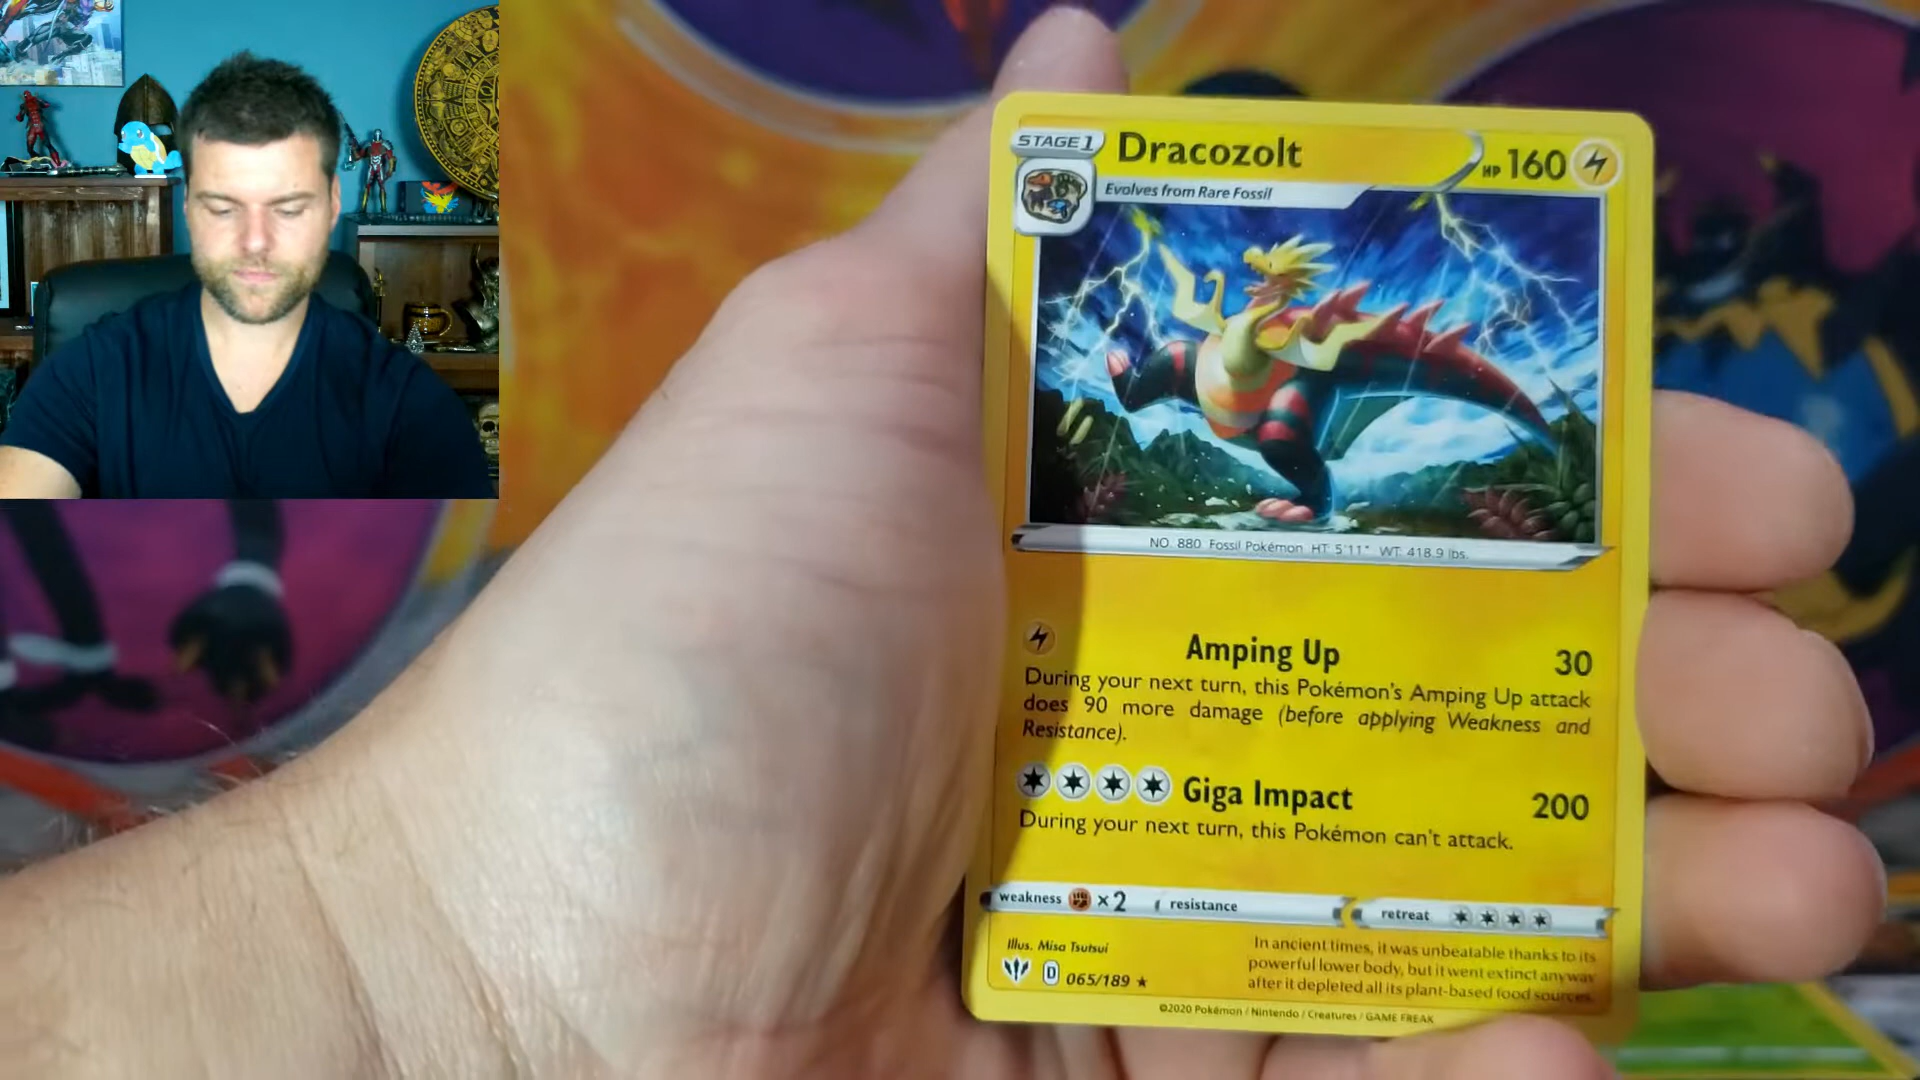 STAGE 1 Dracozolt HP 160
Evolves from Rare Fossil
NO. 880 Fossil Pokémon HT: 5'11" WT: 418.9 lbs.
Amping Up 30
During your next turn, this Pokémon's Amping Up attack
does 90 more damage (before applying Weakness and
Resistance).
Giga Impact 200
During your next turn, this Pokémon can't attack.
weakness ×2 resistance retreat
Illus. Misa Tsutsui
D 065/189 ★
In ancient times, it was unbeatable thanks to its
powerful lower body, but it went extinct anyway
after it depleted all its plant-based food sources.
©2020 Pokémon / Nintendo / Creatures / GAME FREAK